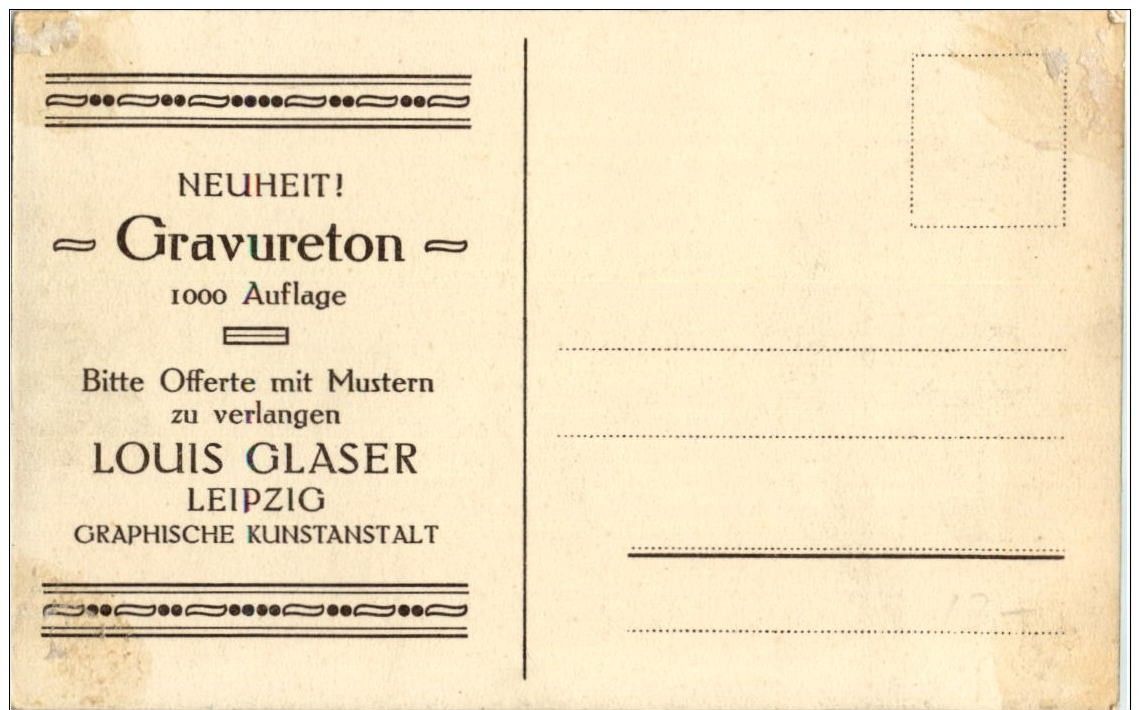 NEUHEIT!
~ Gravureton ~
1000 Auflage
Bitte Offerte mit Mustern
zu verlangen
LOUIS GLASER
LEIPZIG
GRAPHISCHE KUNSTANSTALT